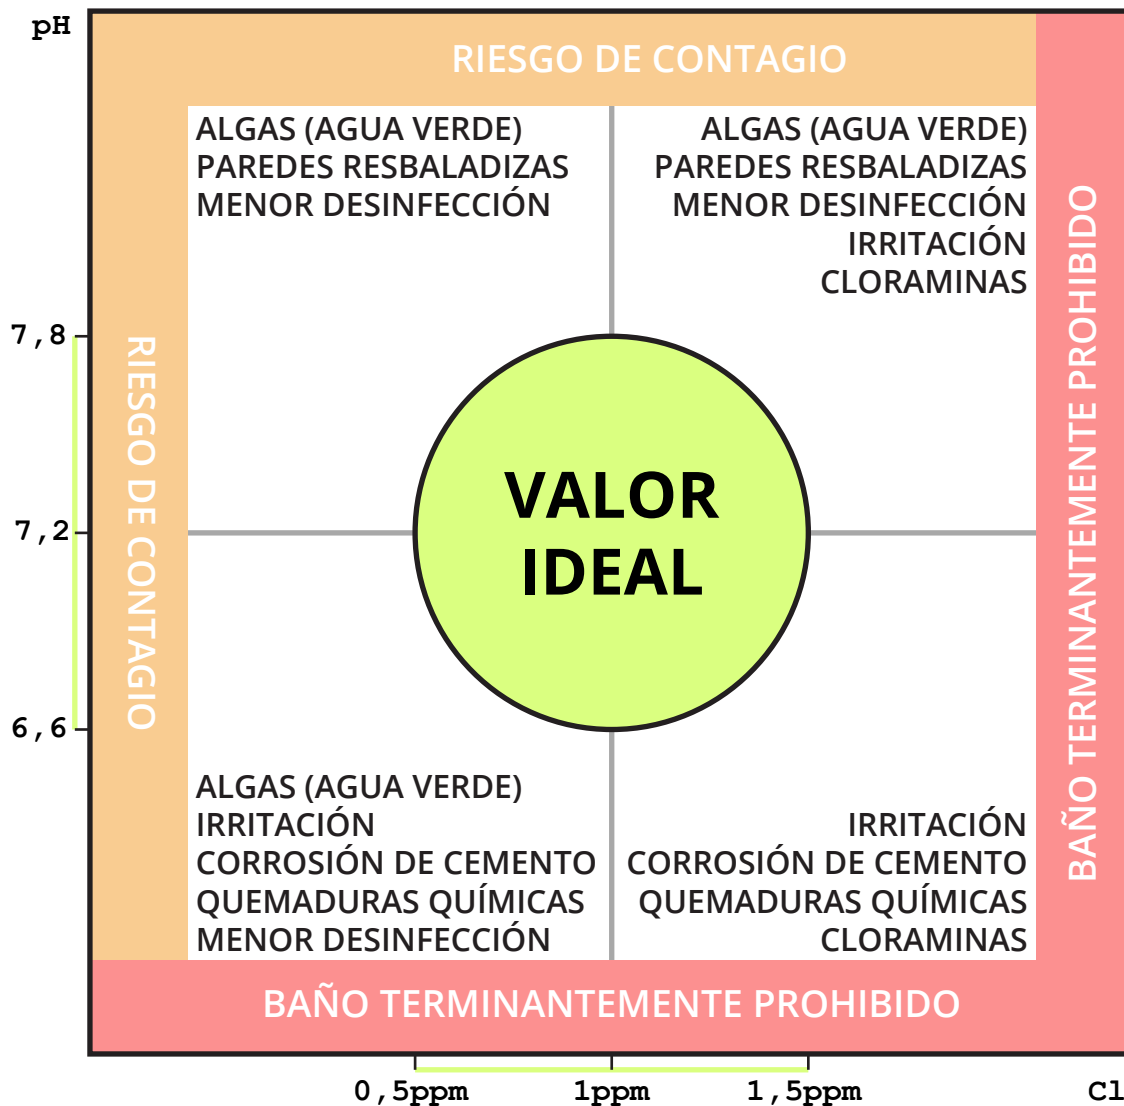 pH
RIESGO DE CONTAGIO
ALGAS (AGUA VERDE)
PAREDES RESBALADIZAS
MENOR DESINFECCIÓN
ALGAS (AGUA VERDE)
PAREDES RESBALADIZAS
MENOR DESINFECCIÓN
IRRITACIÓN
CLORAMINAS
7,8
7,2
6,6
RIESGO DE CONTAGIO
VALOR
IDEAL
BAÑO TERMINANTEMENTE PROHIBIDO
ALGAS (AGUA VERDE)
IRRITACIÓN
CORROSIÓN DE CEMENTO
QUEMADURAS QUÍMICAS
MENOR DESINFECCIÓN
IRRITACIÓN
CORROSIÓN DE CEMENTO
QUEMADURAS QUÍMICAS
CLORAMINAS
BAÑO TERMINANTEMENTE PROHIBIDO
0,5ppm
1ppm
1,5ppm
Cl